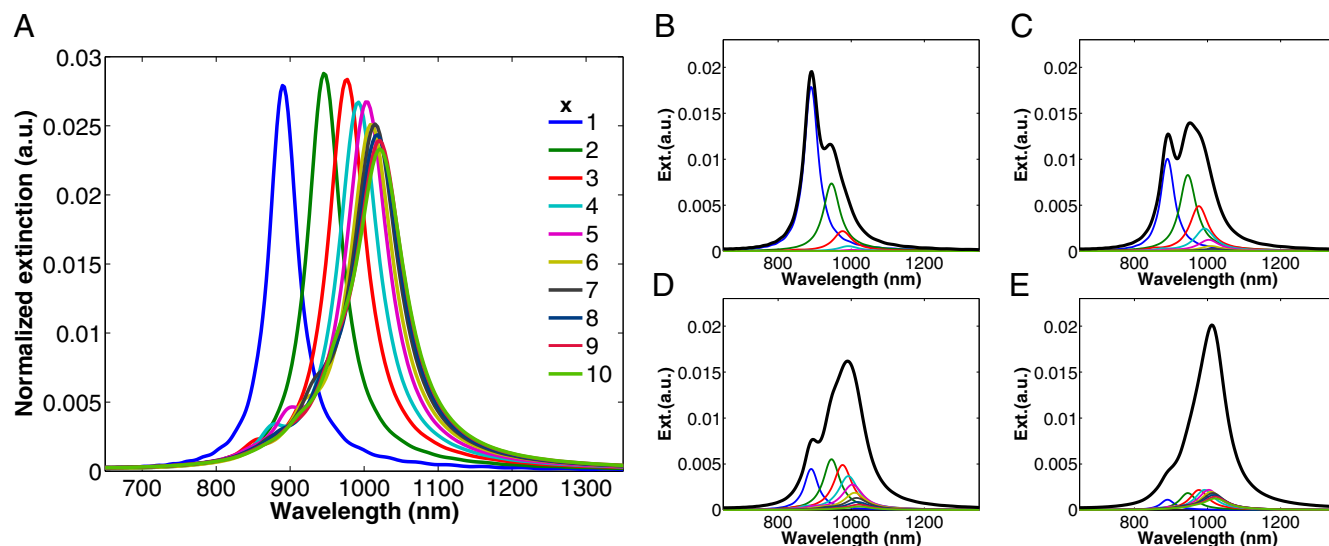 A
Normalized extinction (a.u.)
0.03
0.025
0.02
0.015
0.01
0.005
0
700 800 900 1000 1100 1200 1300
Wavelength (nm)
x
1
2
3
4
5
6
7
8
9
10
B
Ext.(a.u.)
0.02
0.015
0.01
0.005
0
800 1000 1200
Wavelength (nm)
C
Ext.(a.u.)
0.02
0.015
0.01
0.005
0
800 1000 1200
Wavelength (nm)
D
Ext.(a.u.)
0.02
0.015
0.01
0.005
0
800 1000 1200
Wavelength (nm)
E
Ext.(a.u.)
0.02
0.015
0.01
0.005
0
800 1000 1200
Wavelength (nm)